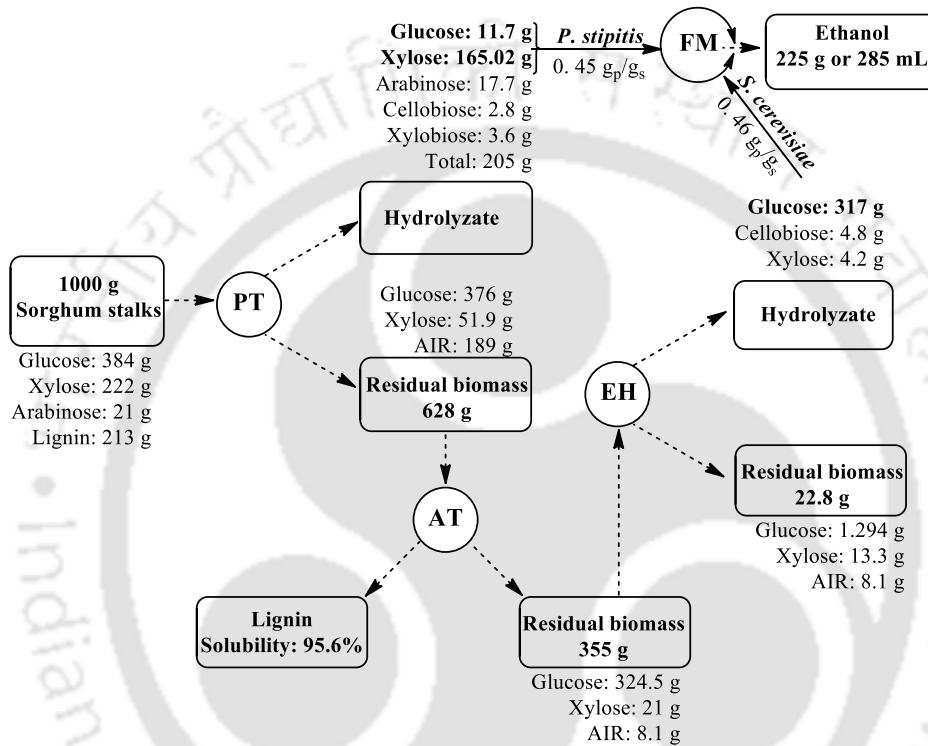 Glucose: 11.7 g
Xylose: 165.02 g
Arabinose: 17.7 g
Cellobiose: 2.8 g
Xylobiose: 3.6 g
Total: 205 g
P. stipitis
0. 45 gp/gs
FM
Ethanol
225 g or 285 mL
S. cerevisiae
0. 46 gp/gs
Glucose: 317 g
Cellobiose: 4.8 g
Xylose: 4.2 g
Hydrolyzate
Hydrolyzate
1000 g
Sorghum stalks
Glucose: 384 g
Xylose: 222 g
Arabinose: 21 g
Lignin: 213 g
PT
Glucose: 376 g
Xylose: 51.9 g
AIR: 189 g
Residual biomass
628 g
EH
Residual biomass
22.8 g
Glucose: 1.294 g
Xylose: 13.3 g
AIR: 8.1 g
AT
Lignin
Solubility: 95.6%
Residual biomass
355 g
Glucose: 324.5 g
Xylose: 21 g
AIR: 8.1 g
Indian